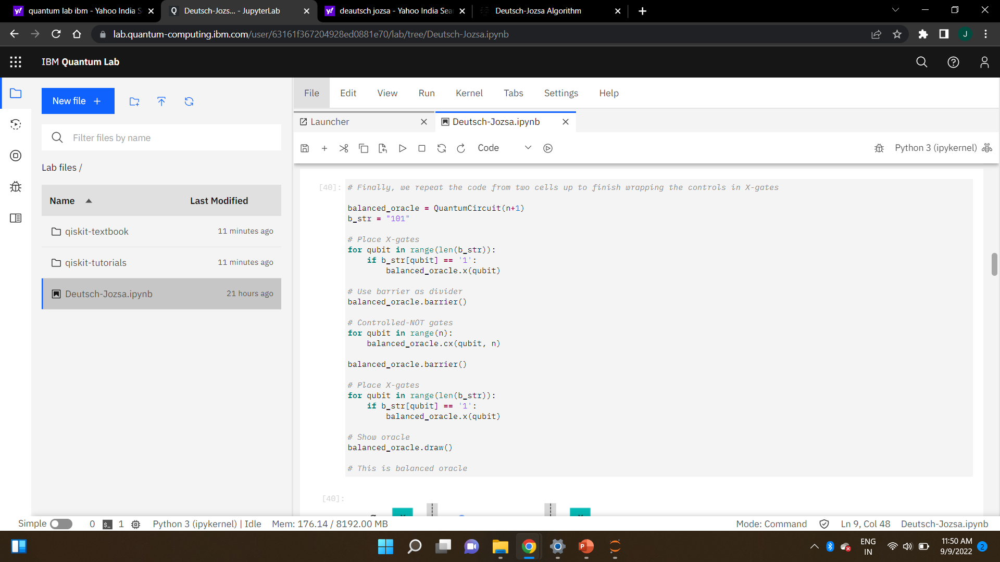 quantum lab ibm - Yahoo India S
Deutsch-Jozs... - JupyterLab
deautsch jozsa - Yahoo India Sea
Deutsch-Jozsa Algorithm
lab.quantum-computing.ibm.com/user/63161f367204928ed0881e70/lab/tree/Deutsch-Jozsa.ipynb
J
IBM Quantum Lab
New file +
Filter files by name
Lab files /
Name Last Modified
qiskit-textbook 11 minutes ago
qiskit-tutorials 11 minutes ago
Deutsch-Jozsa.ipynb 21 hours ago
File Edit View Run Kernel Tabs Settings Help
Launcher
Deutsch-Jozsa.ipynb
Code
Python 3 (ipykernel)
[40]: # Finally, we repeat the code from two cells up to finish wrapping the controls in X-gates
balanced_oracle = QuantumCircuit(n+1)
b_str = "101"
# Place X-gates
for qubit in range(len(b_str)):
    if b_str[qubit] == '1':
        balanced_oracle.x(qubit)
# Use barrier as divider
balanced_oracle.barrier()
# Controlled-NOT gates
for qubit in range(n):
    balanced_oracle.cx(qubit, n)
balanced_oracle.barrier()
# Place X-gates
for qubit in range(len(b_str)):
    if b_str[qubit] == '1':
        balanced_oracle.x(qubit)
# Show oracle
balanced_oracle.draw()
# This is balanced oracle
[40]:
Simple 0 1 Python 3 (ipykernel) | Idle Mem: 176.14 / 8192.00 MB
Mode: Command Ln 9, Col 48 Deutsch-Jozsa.ipynb
ENG
IN
11:50 AM
9/9/2022
2